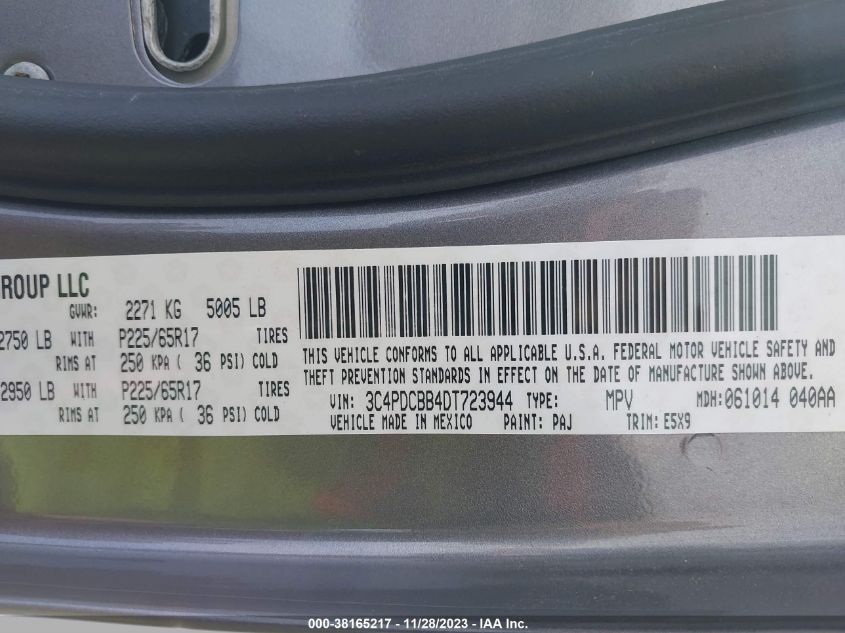 ROUP LLC
GVWR: 2271 KG 5005 LB
2750 LB WITH P225/65R17 TIRES
RIMS AT 250 KPA ( 36 PSI) COLD
2950 LB WITH P225/65R17 TIRES
RIMS AT 250 KPA ( 36 PSI) COLD
THIS VEHICLE CONFORMS TO ALL APPLICABLE U.S.A. FEDERAL MOTOR VEHICLE SAFETY AND
THEFT PREVENTION STANDARDS IN EFFECT ON THE DATE OF MANUFACTURE SHOWN ABOVE.
VIN: 3C4PDCBB4DT723944 TYPE: MPV MDH:061014 040AA
VEHICLE MADE IN MEXICO PAINT: PAJ TRIM: E5X9
000-38165217 - 11/28/2023 - IAA Inc.